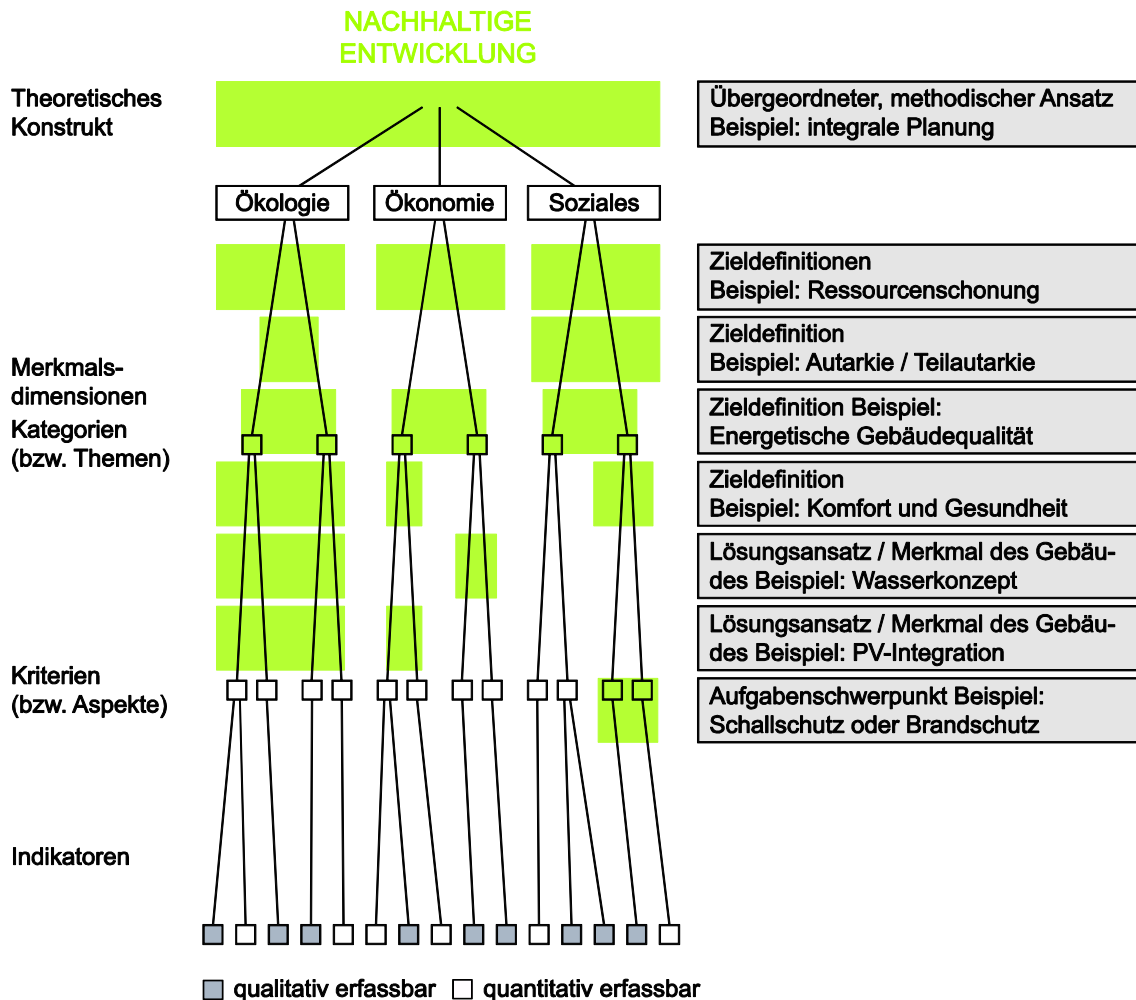 NACHHALTIGE
ENTWICKLUNG
Theoretisches
Konstrukt
Übergeordneter, methodischer Ansatz
Beispiel: integrale Planung
Ökologie
Ökonomie
Soziales
Zieldefinitionen
Beispiel: Ressourcenschonung
Zieldefinition
Beispiel: Autarkie / Teilautarkie
Merkmals-
dimensionen
Kategorien
(bzw. Themen)
Zieldefinition Beispiel:
Energetische Gebäudequalität
Zieldefinition
Beispiel: Komfort und Gesundheit
Lösungsansatz / Merkmal des Gebäu-
des Beispiel: Wasserkonzept
Lösungsansatz / Merkmal des Gebäu-
des Beispiel: PV-Integration
Kriterien
(bzw. Aspekte)
Aufgabenschwerpunkt Beispiel:
Schallschutz oder Brandschutz
Indikatoren
qualitativ erfassbar
quantitativ erfassbar